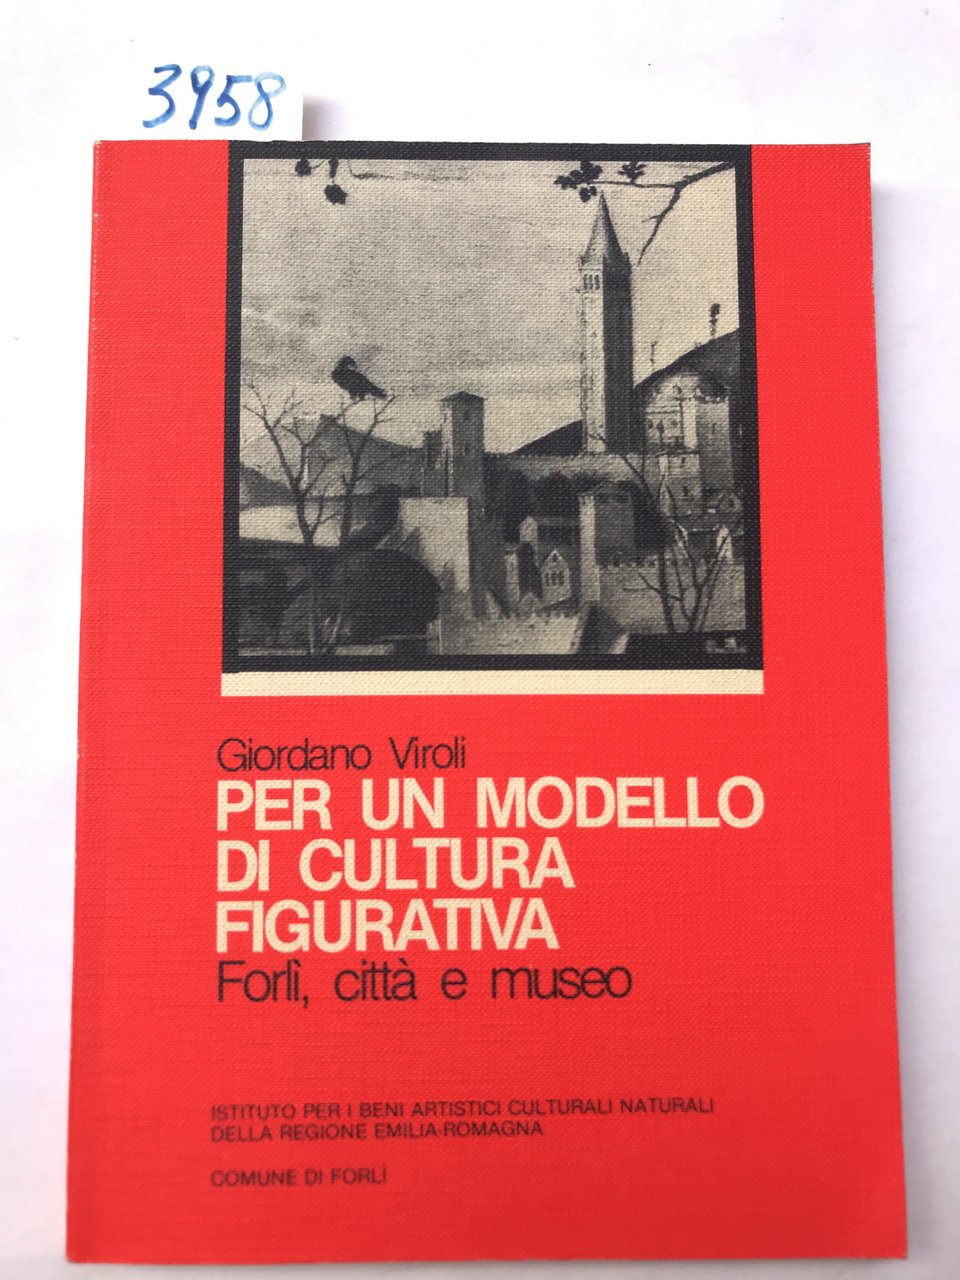 3958
Giordano Viroli
PER UN MODELLO
DI CULTURA
FIGURATIVA
Forlì, città e museo
ISTITUTO PER I BENI ARTISTICI CULTURALI NATURALI
DELLA REGIONE EMILIA-ROMAGNA
COMUNE DI FORLÌ